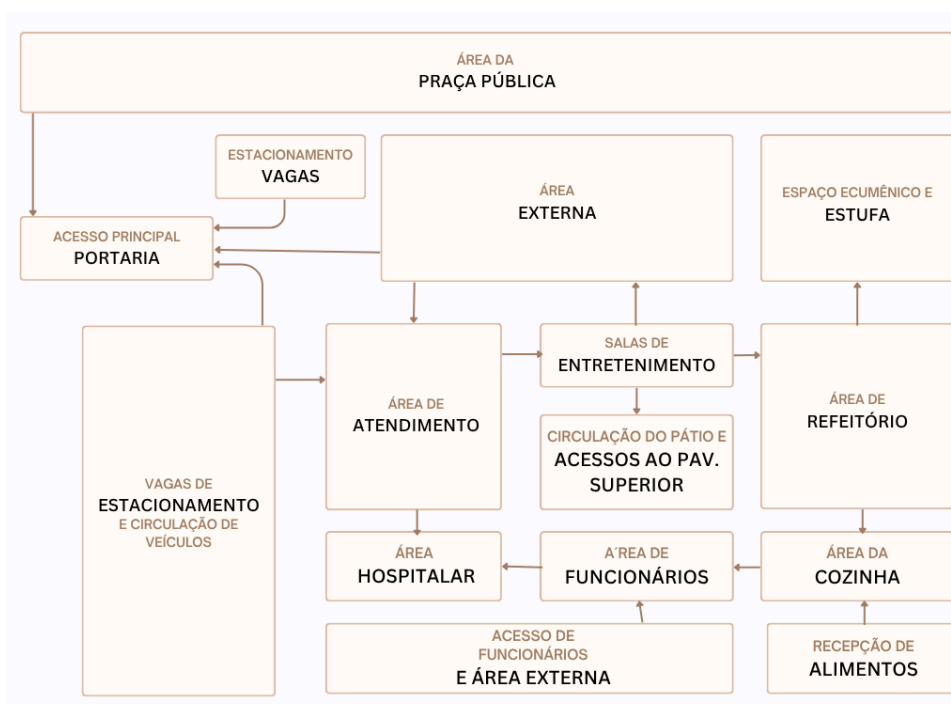 ÁREA DA
PRAÇA PÚBLICA
ESTACIONAMENTO
VAGAS
ÁREA
EXTERNA
ESPAÇO ECUMÊNICO E
ESTUFA
ACESSO PRINCIPAL
PORTARIA
SALAS DE
ENTRETENIMENTO
ÁREA DE
ATENDIMENTO
ÁREA DE
REFEITÓRIO
CIRCULAÇÃO DO PÁTIO E
ACESSOS AO PAV.
SUPERIOR
VAGAS DE
ESTACIONAMENTO
E CIRCULAÇÃO DE
VEÍCULOS
ÁREA
HOSPITALAR
A´REA DE
FUNCIONÁRIOS
ÁREA DA
COZINHA
ACESSO DE
FUNCIONÁRIOS
E ÁREA EXTERNA
RECEPÇÃO DE
ALIMENTOS